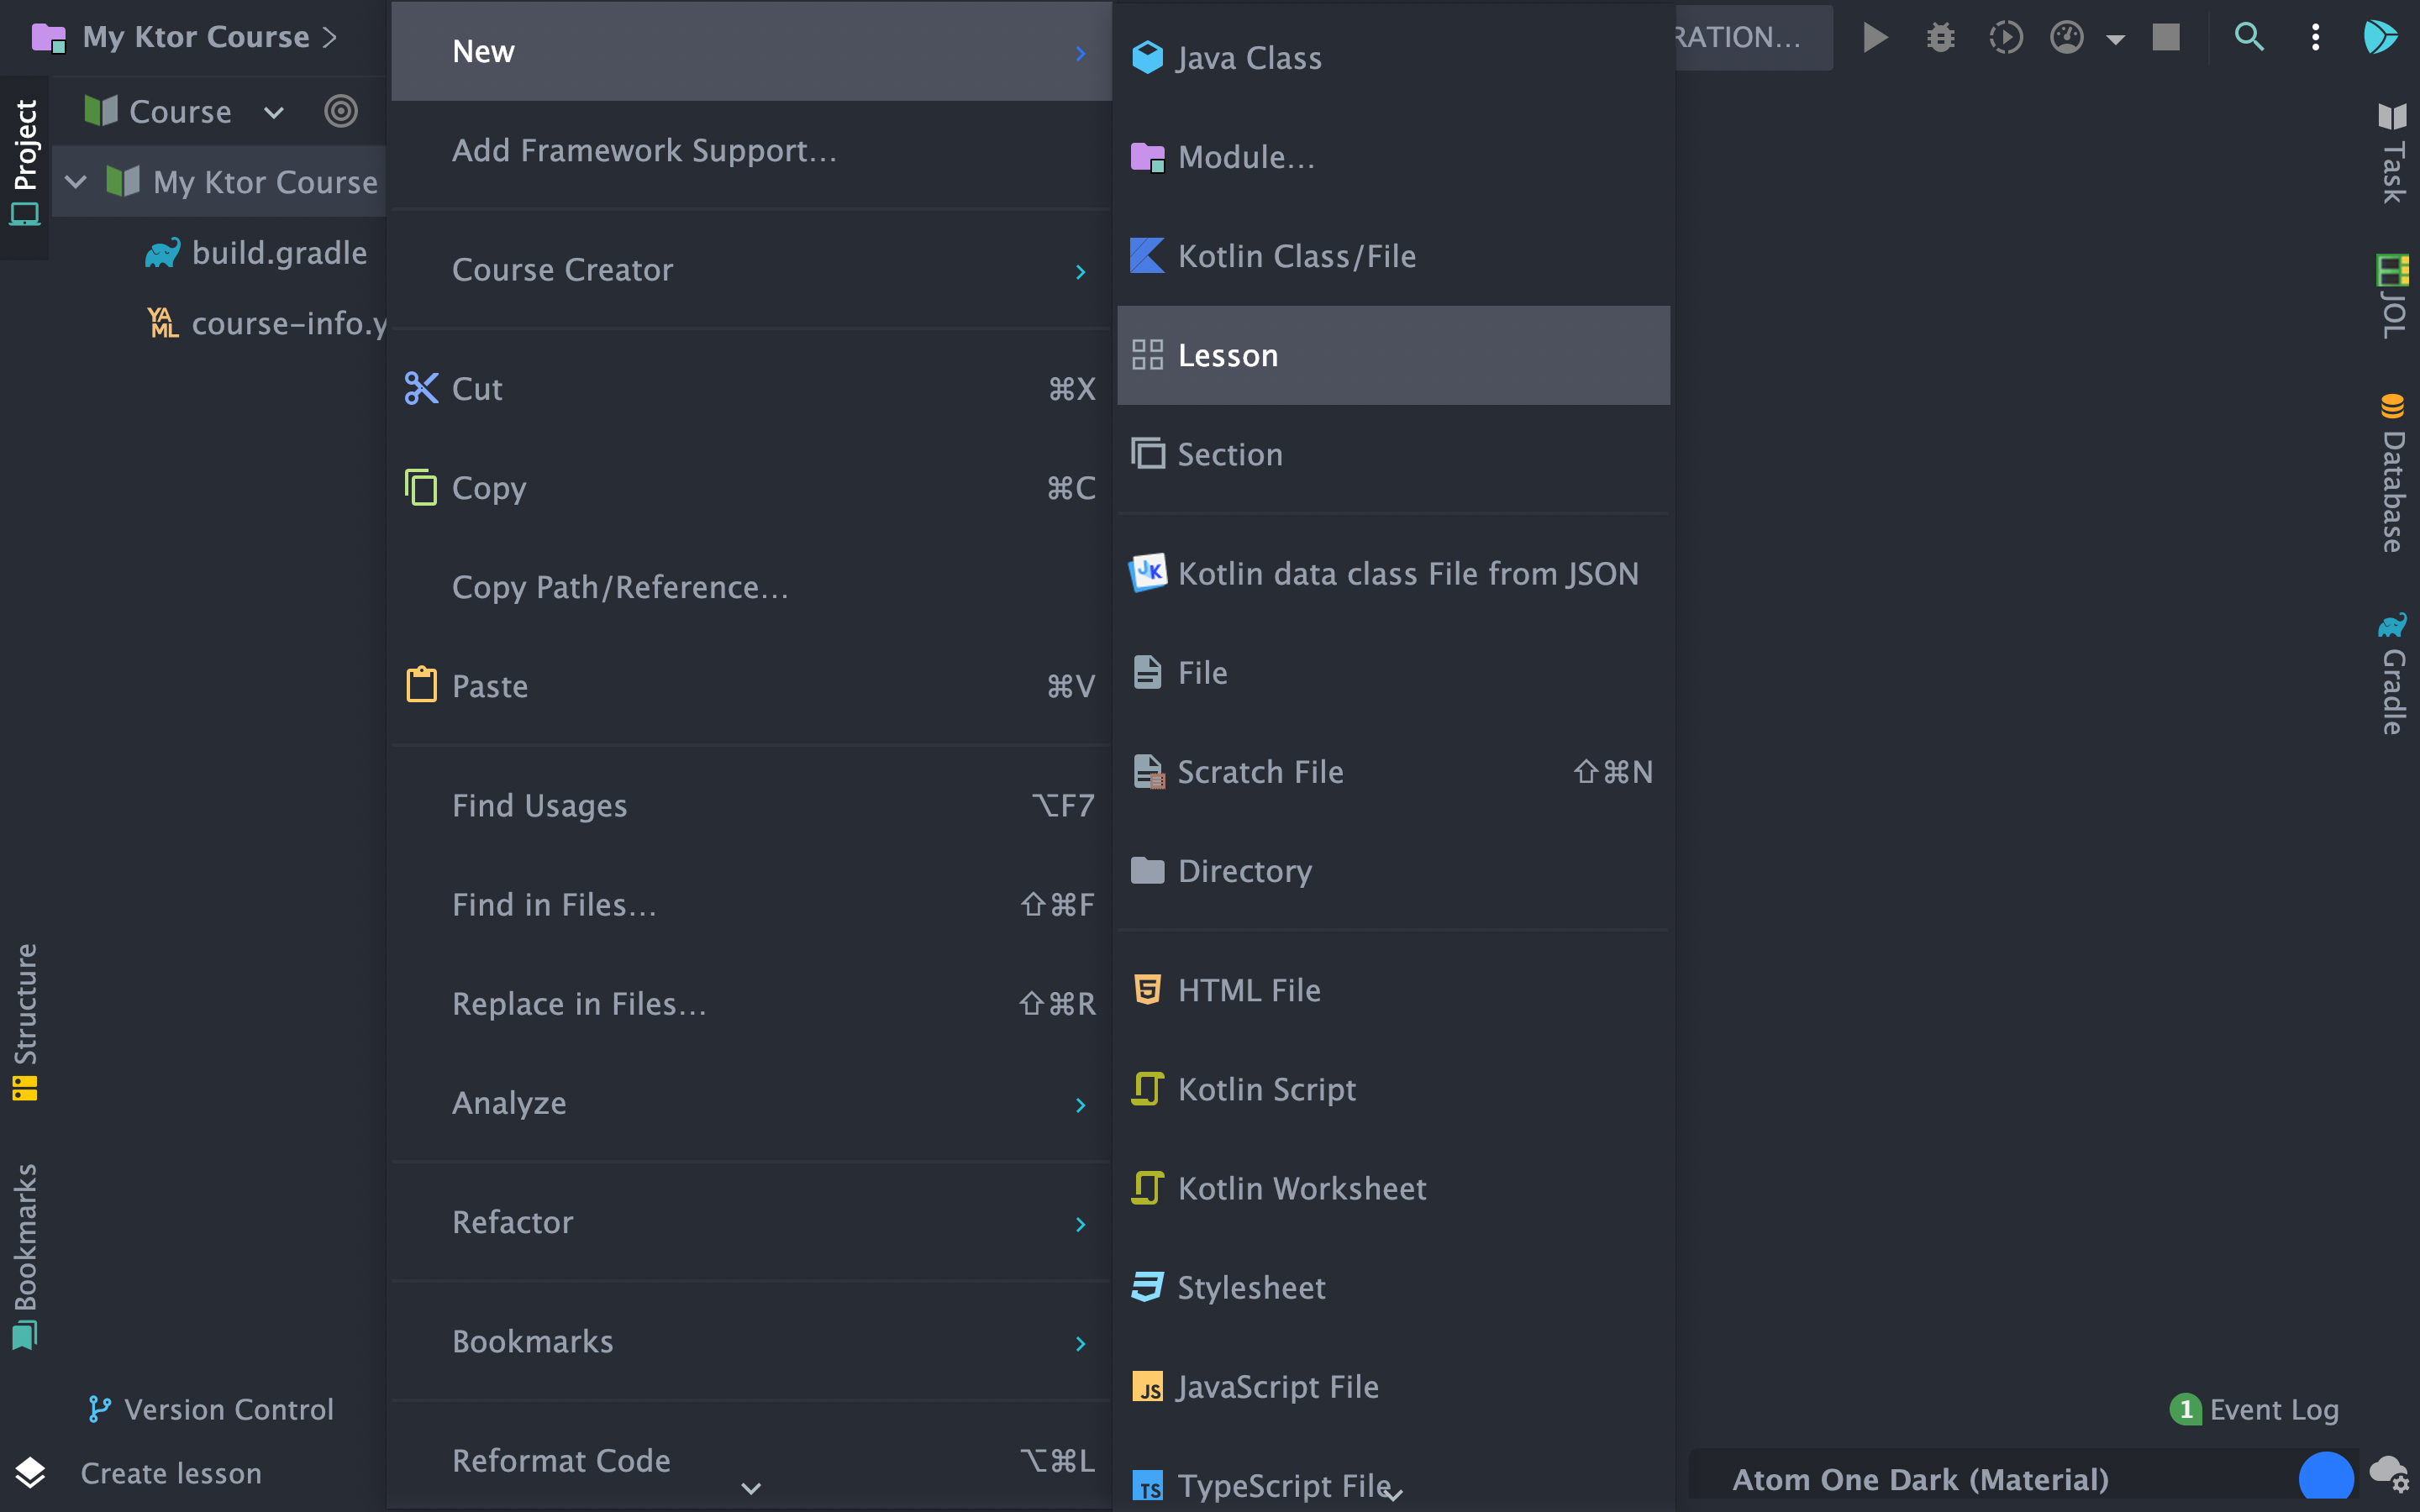 My Ktor Course
RATION...
Project
Course
My Ktor Course
build.gradle
course-info.y
Structure
Bookmarks
Version Control
Create lesson
New
Add Framework Support...
Course Creator
Cut ⌘X
Copy ⌘C
Copy Path/Reference...
Paste ⌘V
Find Usages ⌥F7
Find in Files... ⇧⌘F
Replace in Files... ⇧⌘R
Analyze
Refactor
Bookmarks
Reformat Code ⌥⌘L
Java Class
Module...
Kotlin Class/File
Lesson
Section
Kotlin data class File from JSON
File
Scratch File ⇧⌘N
Directory
HTML File
Kotlin Script
Kotlin Worksheet
Stylesheet
JavaScript File
TypeScript File
Task
JOL
Database
Gradle
1 Event Log
Atom One Dark (Material)